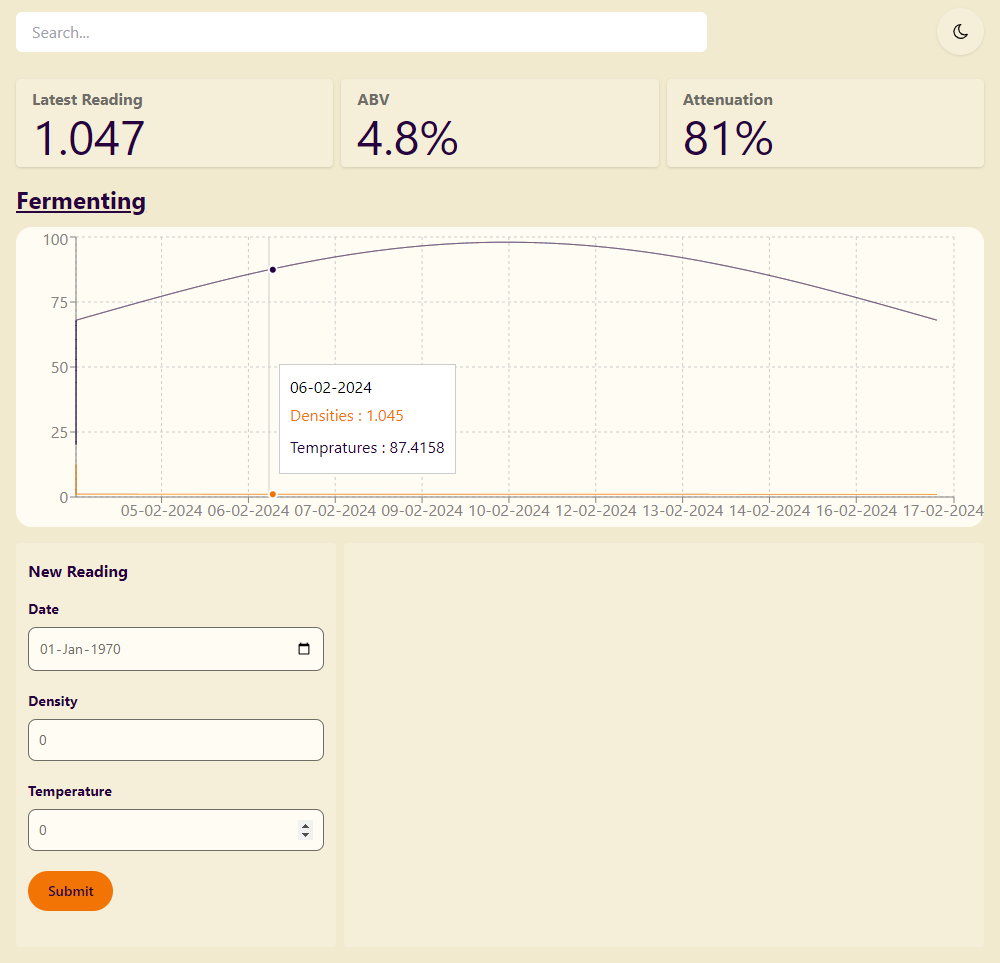 Search...
Latest Reading
1.047
ABV
4.8%
Attenuation
81%
Fermenting
100
75
50
25
0
06-02-2024
Densities : 1.045
Tempratures : 87.4158
05-02-2024 06-02-2024 07-02-2024 09-02-2024 10-02-2024 12-02-2024 13-02-2024 14-02-2024 16-02-2024 17-02-2024
New Reading
Date
01-Jan-1970
Density
0
Temperature
0
Submit